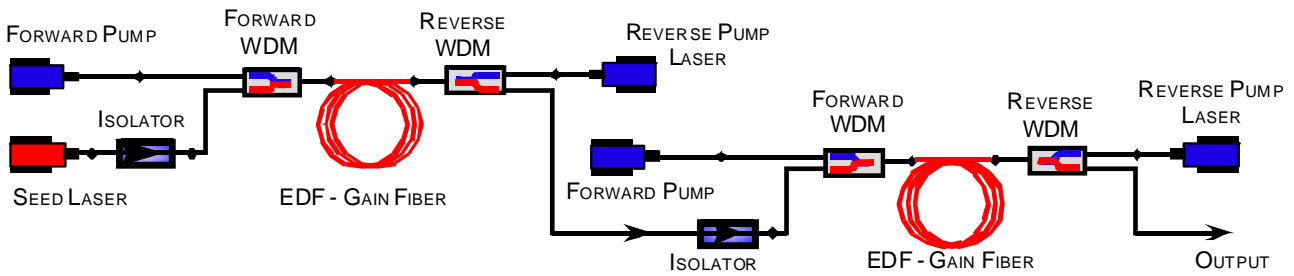 FORWARD PUMP
FORWARD
WDM
REVERSE
WDM
REVERSE PUMP
LASER
ISOLATOR
SEED LASER
EDF - GAIN FIBER
FORWARD
WDM
REVERSE
WDM
REVERSE PUMP
LASER
FORWARD PUMP
ISOLATOR
EDF - GAIN FIBER
OUTPUT